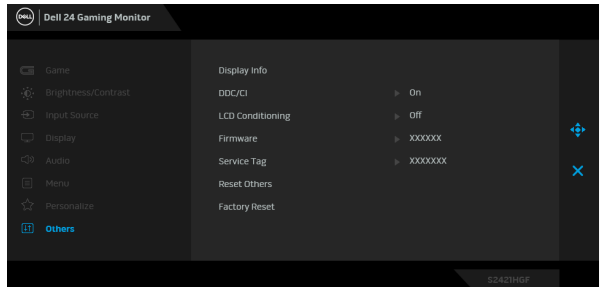 DELL Dell 24 Gaming Monitor
Game
Brightness/Contrast
Input Source
Display
Audio
Menu
Personalize
Others
Display Info
DDC/CI On
LCD Conditioning Off
Firmware XXXXXX
Service Tag XXXXXXX
Reset Others
Factory Reset
S2421HGF